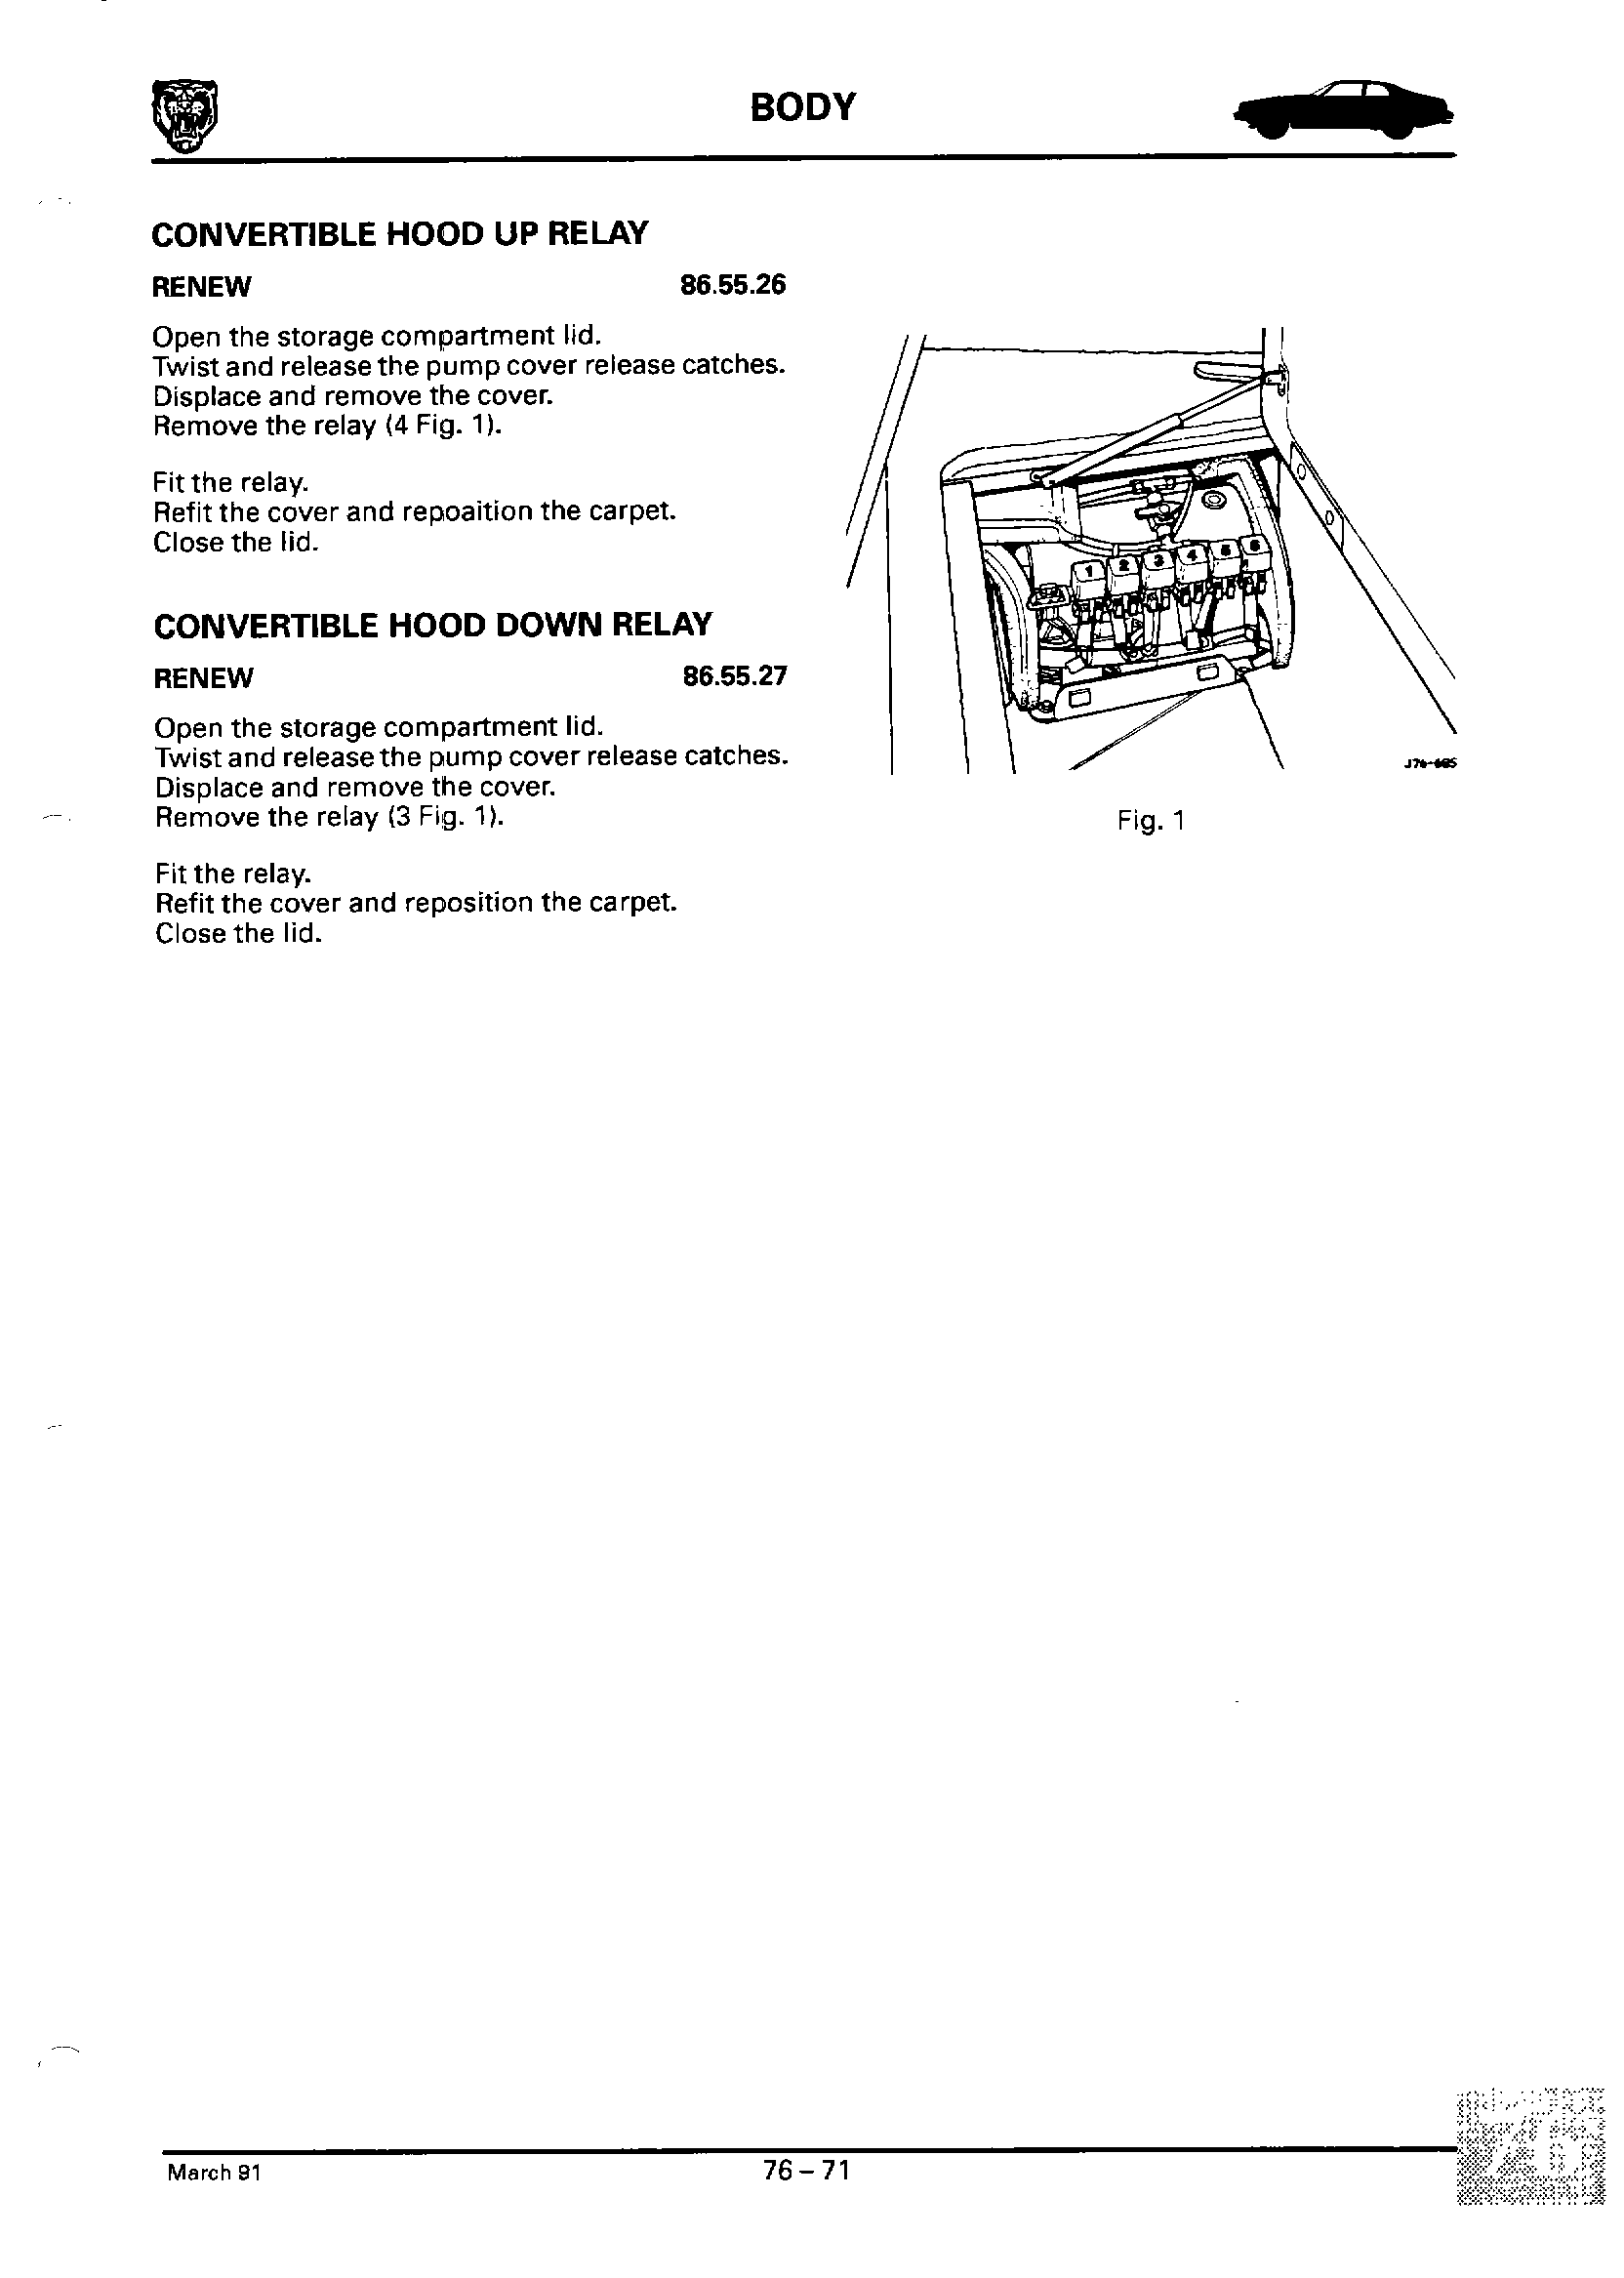 BODY
CONVERTIBLE HOOD UP RELAY
RENEW 86.55.26
Open the storage compartment lid.
Twist and release the pump cover release catches.
Displace and remove the cover.
Remove the relay (4 Fig. 1).
Fit the relay.
Refit the cover and repoaition the carpet.
Close the lid.
CONVERTIBLE HOOD DOWN RELAY
RENEW 86.55.27
Open the storage compartment lid.
Twist and release the pump cover release catches.
Displace and remove the cover.
Remove the relay (3 Fig. 1).
Fit the relay.
Refit the cover and reposition the carpet.
Close the lid.
1 2 3 4 5 6
Fig. 1
March 91
76 – 71